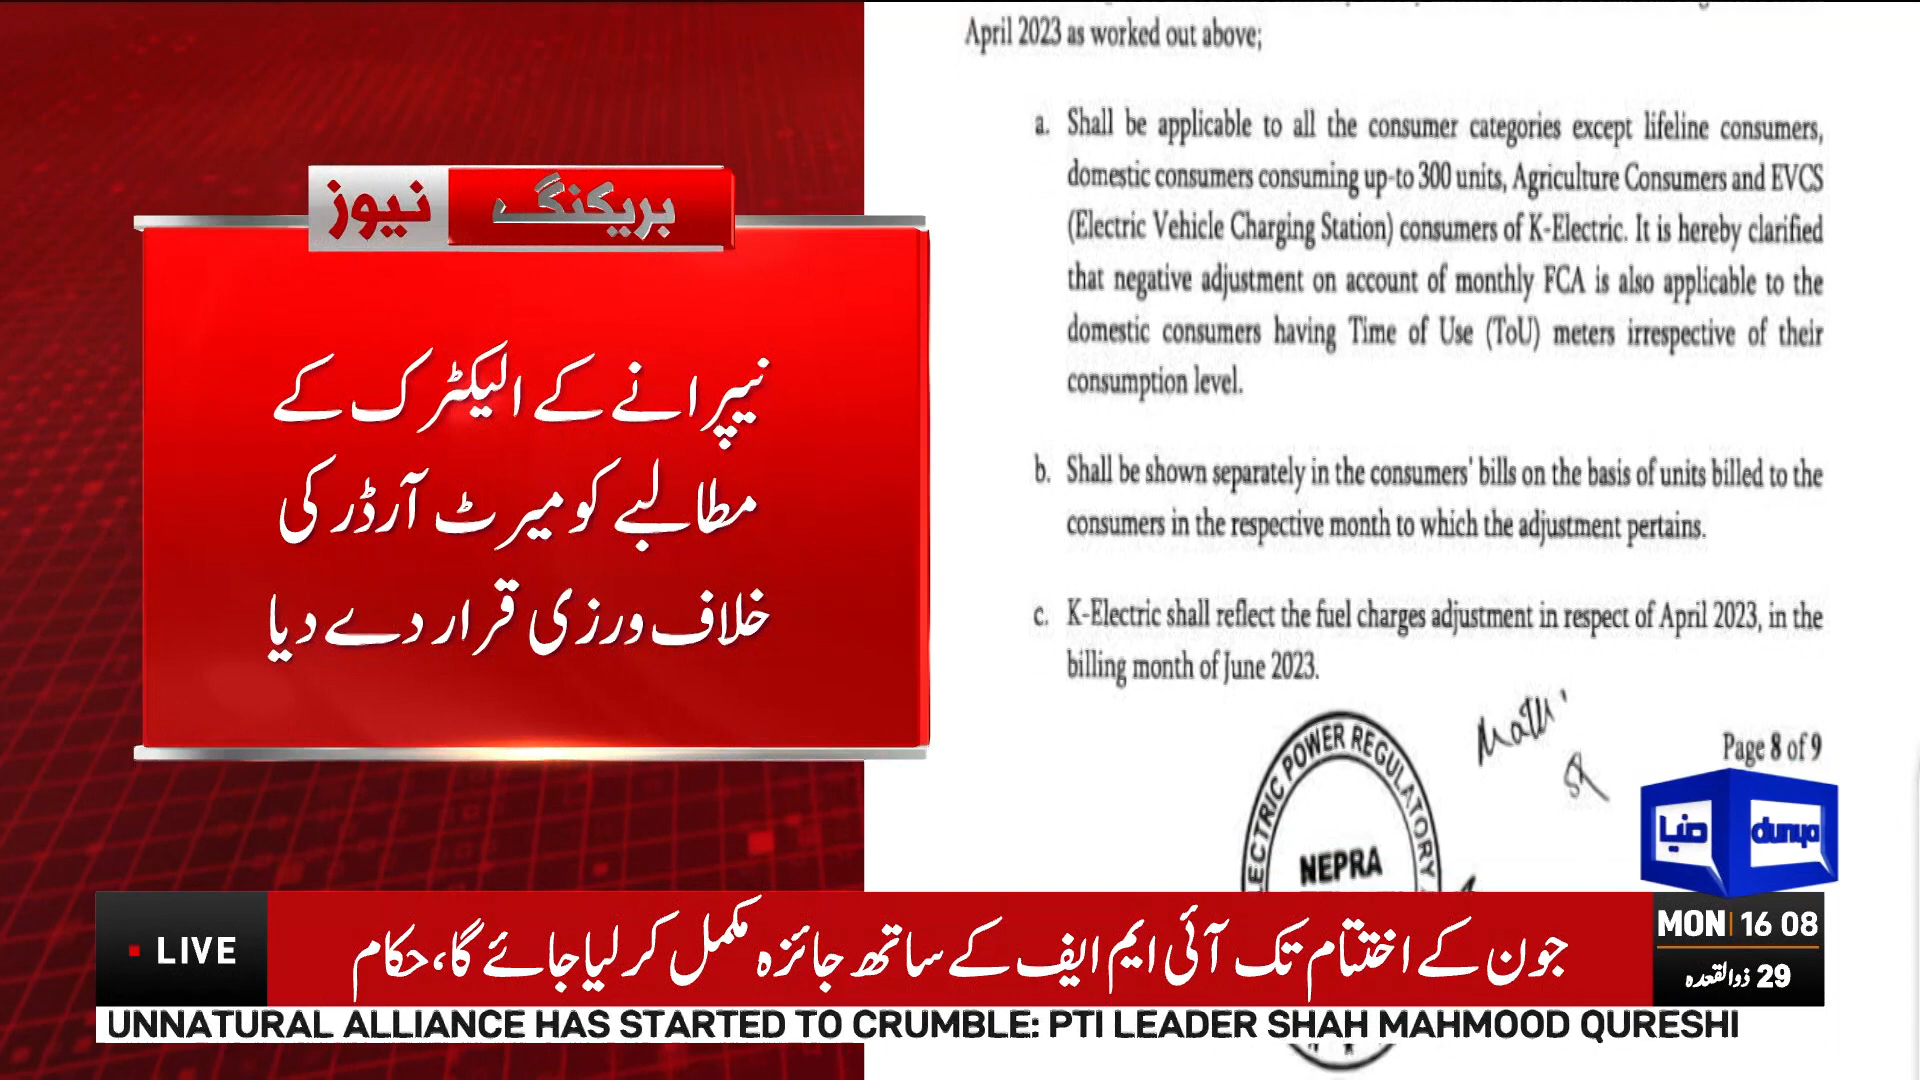 بریکنگ نیوز
نیپرا نے کے الیکٹرک کے
مطالبے کو میرٹ آرڈر کی
خلاف ورزی قرار دے دیا
April 2023 as worked out above;
a. Shall be applicable to all the consumer categories except lifeline consumers,
domestic consumers consuming up-to 300 units, Agriculture Consumers and EVCS
(Electric Vehicle Charging Station) consumers of K-Electric. It is hereby clarified
that negative adjustment on account of monthly FCA is also applicable to the
domestic consumers having Time of Use (ToU) meters irrespective of their
consumption level.
b. Shall be shown separately in the consumers' bills on the basis of units billed to the
consumers in the respective month to which the adjustment pertains.
c. K-Electric shall reflect the fuel charges adjustment in respect of April 2023, in the
billing month of June 2023.
Page 8 of 9
ELECTRIC POWER REGULATORY
NEPRA
دنیا dunya
LIVE
جون کے اختتام تک آئی ایم ایف کے ساتھ جائزہ مکمل کر لیا جائے گا، حکام
MON 16 08
29 ذوالقعدہ
UNNATURAL ALLIANCE HAS STARTED TO CRUMBLE: PTI LEADER SHAH MAHMOOD QURESHI